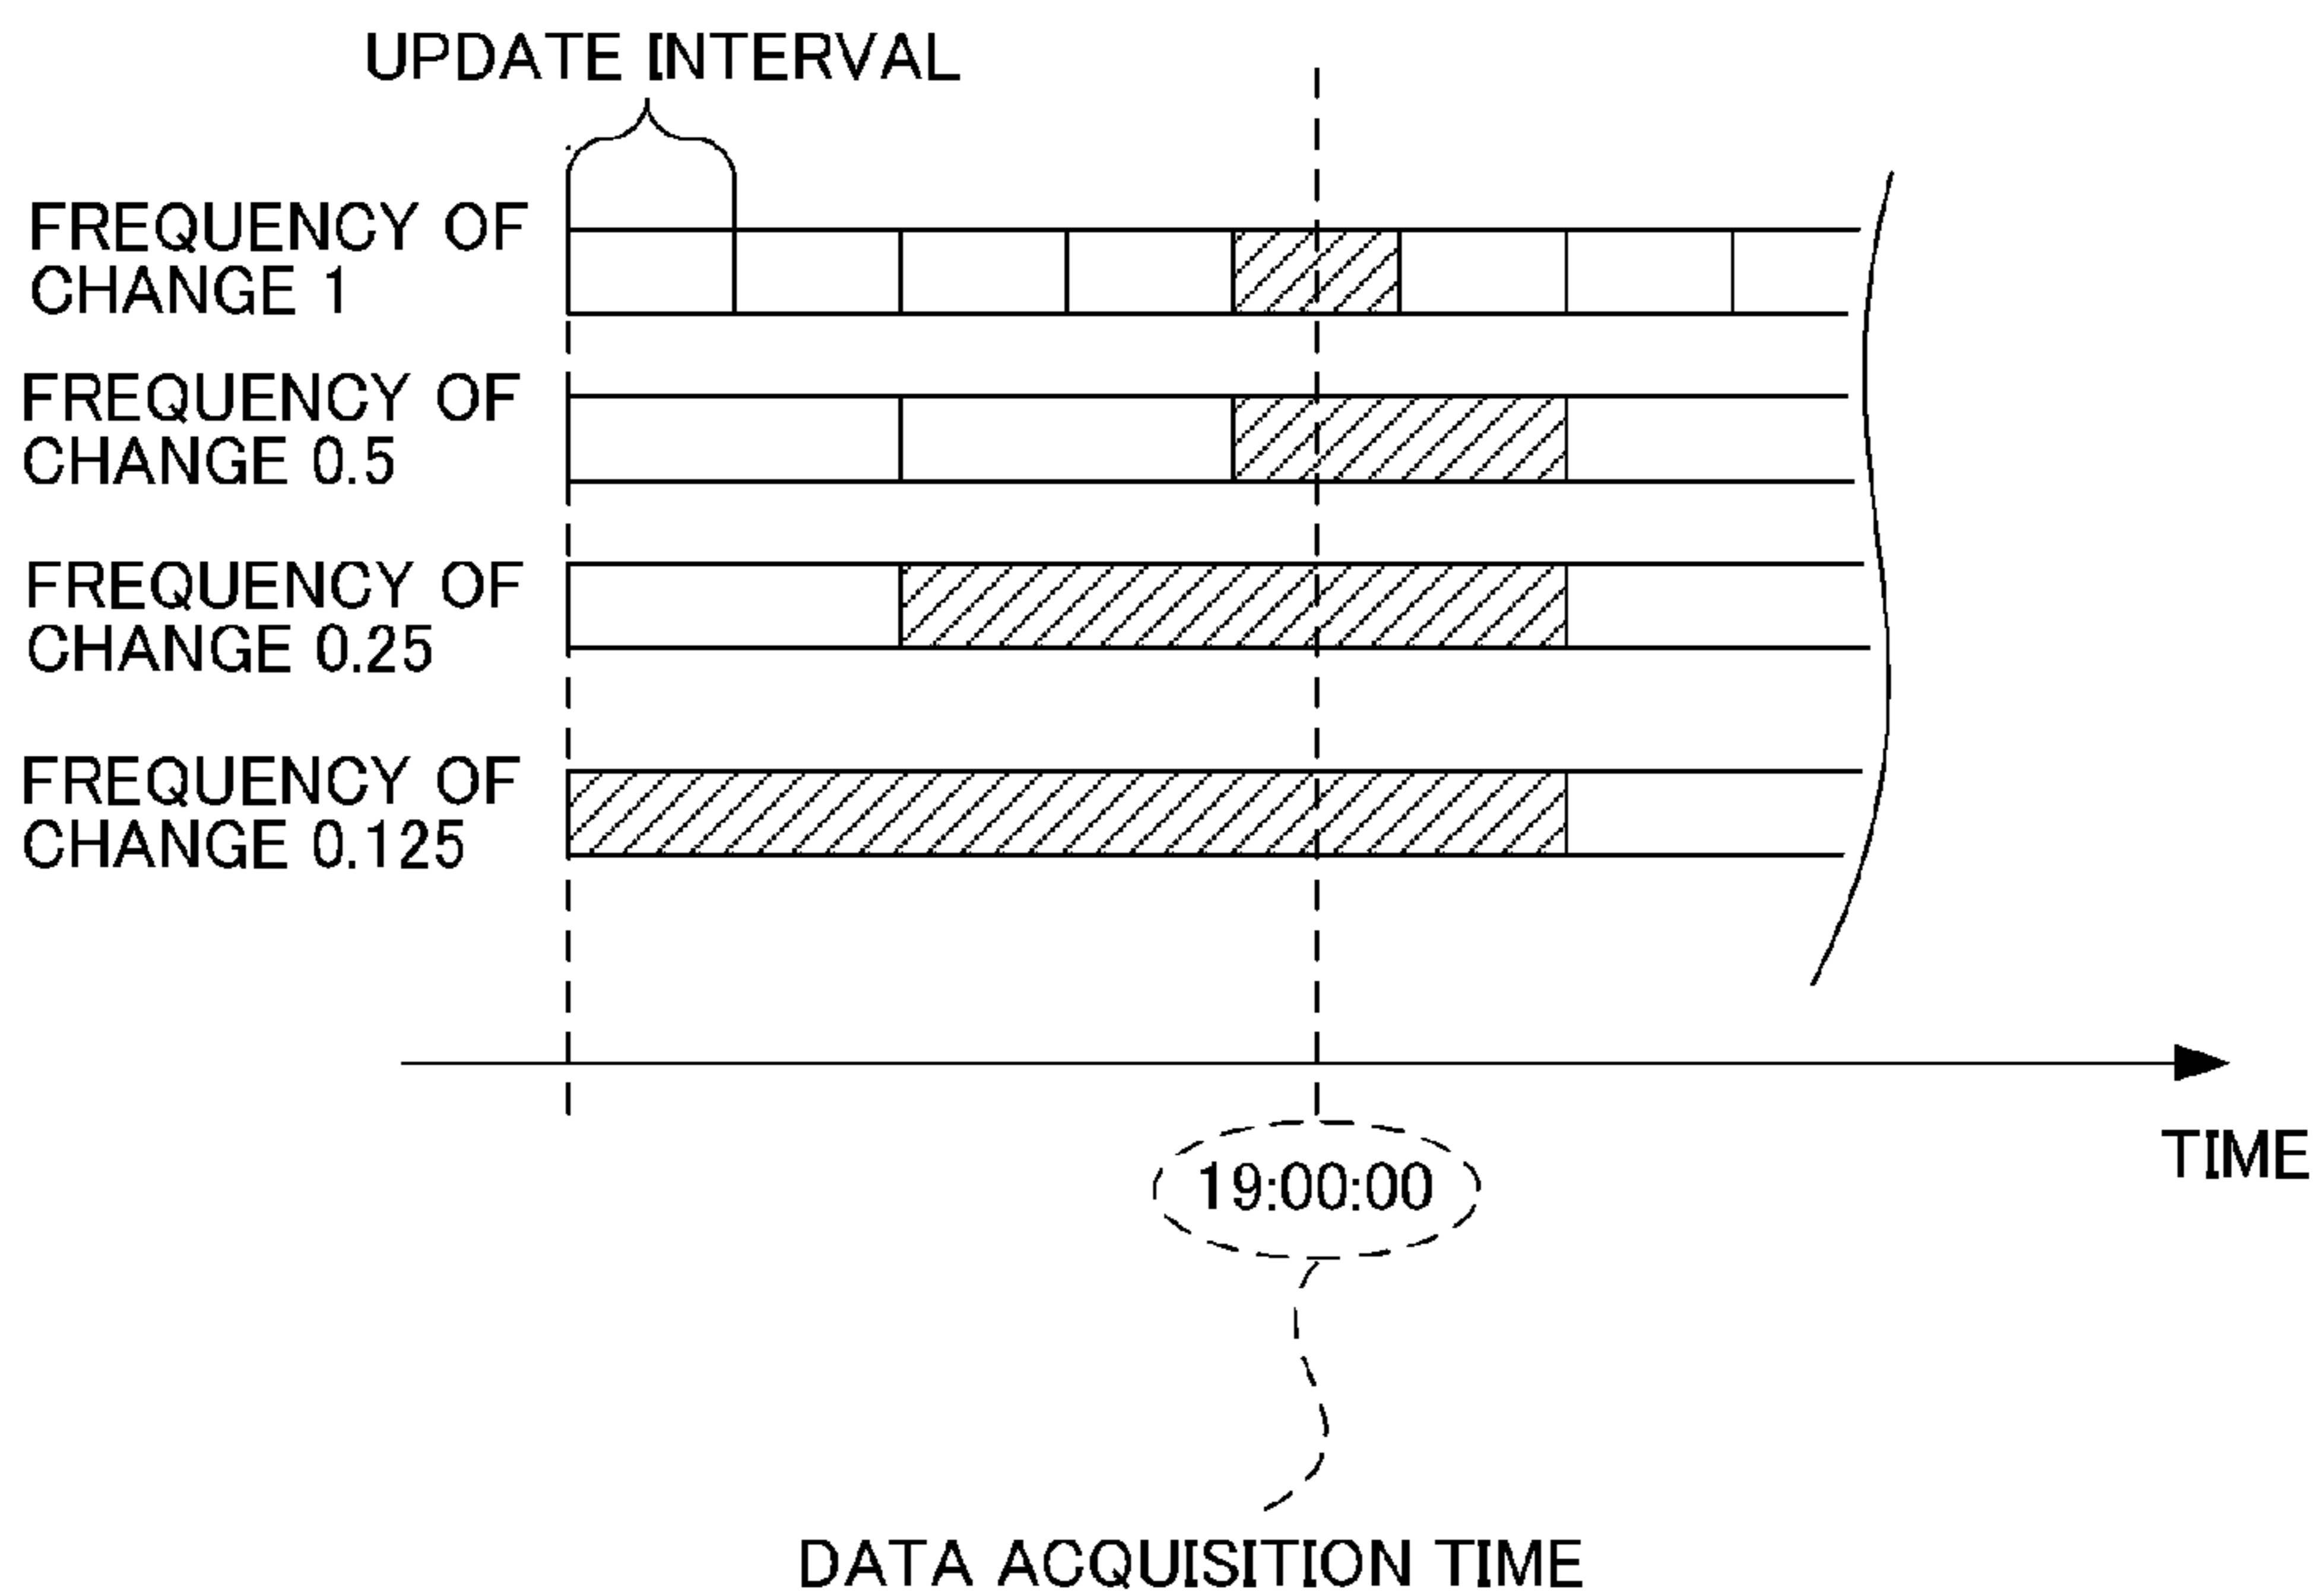 UPDATE INTERVAL
FREQUENCY OF
CHANGE 1
FREQUENCY OF
CHANGE 0.5
FREQUENCY OF
CHANGE 0.25
FREQUENCY OF
CHANGE 0.125
TIME
19:00:00
DATA ACQUISITION TIME